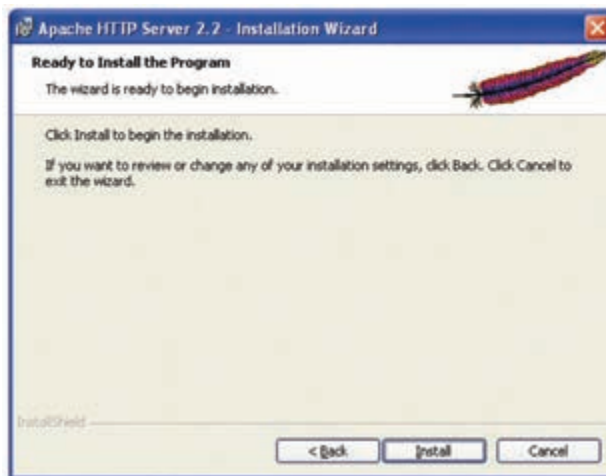 Apache HTTP Server 2.2 - Installation Wizard
Ready to Install the Program
The wizard is ready to begin installation.
Click Install to begin the installation.
If you want to review or change any of your installation settings, click Back. Click Cancel to
exit the wizard.
InstallShield
< Back
Install
Cancel